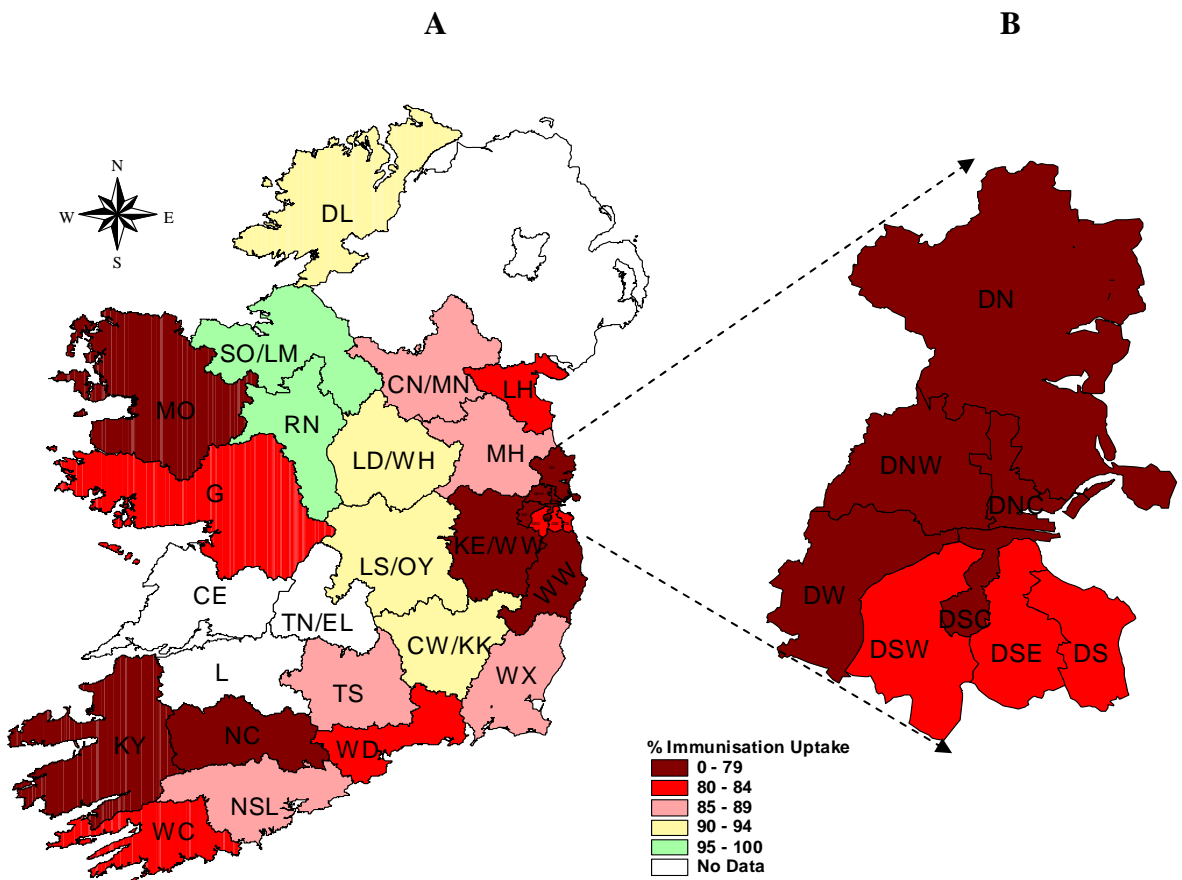 A
B
N
W
E
S
DL
SO/LM
CN/MN
LH
MO
RN
LD/WH
MH
G
KE/WW
LS/OY
WW
CE
TN/EL
CW/KK
WX
L
TS
KY
NC
WD
NSL
WC
DN
DNW
DNC
DW
DSC
DSW
DSE
DS
% Immunisation Uptake
0 - 79
80 - 84
85 - 89
90 - 94
95 - 100
No Data